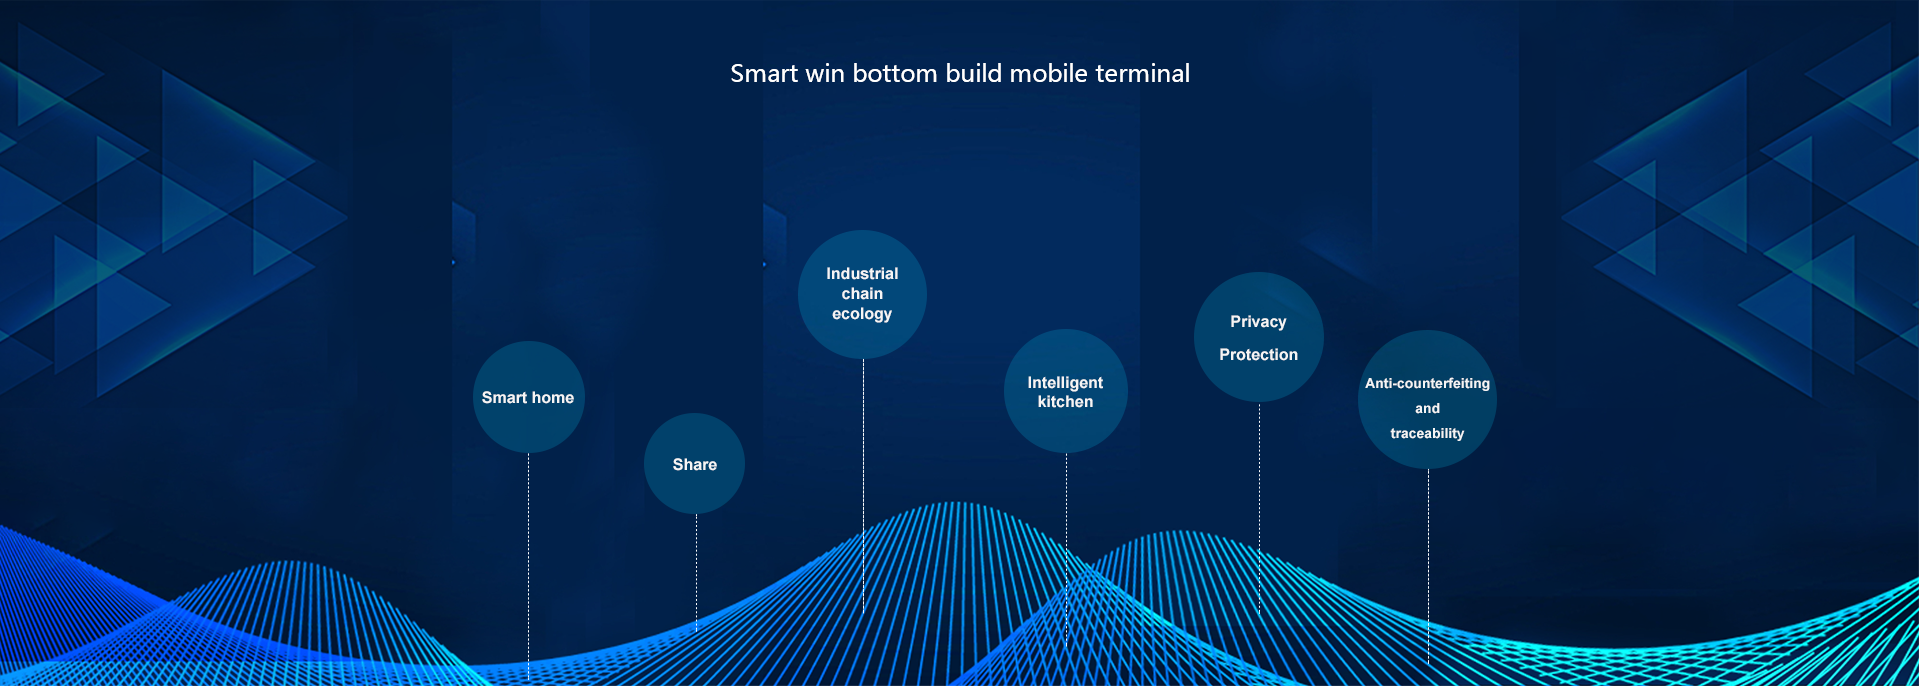 Smart win bottom build mobile terminal
Industrial
chain
ecology
Privacy
Protection
Smart home
Intelligent
kitchen
Anti-counterfeiting
and
traceability
Share